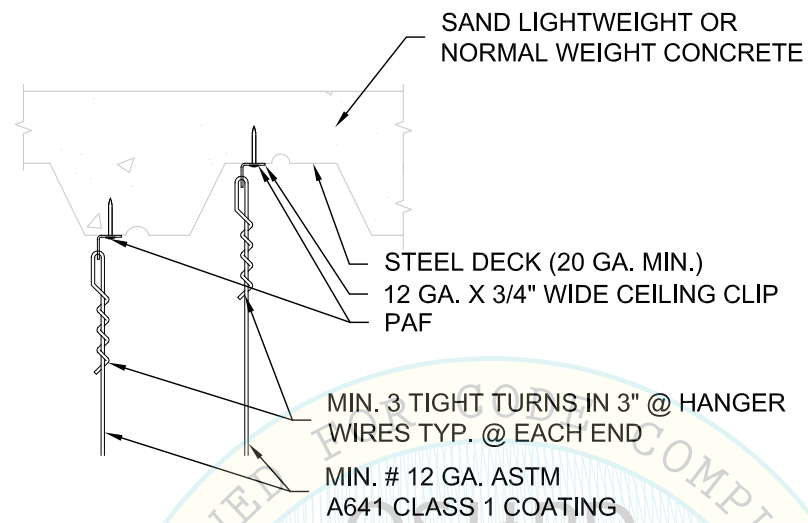 SAND LIGHTWEIGHT OR
NORMAL WEIGHT CONCRETE
STEEL DECK (20 GA. MIN.)
12 GA. X 3/4" WIDE CEILING CLIP
PAF
MIN. 3 TIGHT TURNS IN 3" @ HANGER
WIRES TYP. @ EACH END
MIN. # 12 GA. ASTM
A641 CLASS 1 COATING
FOR CODE